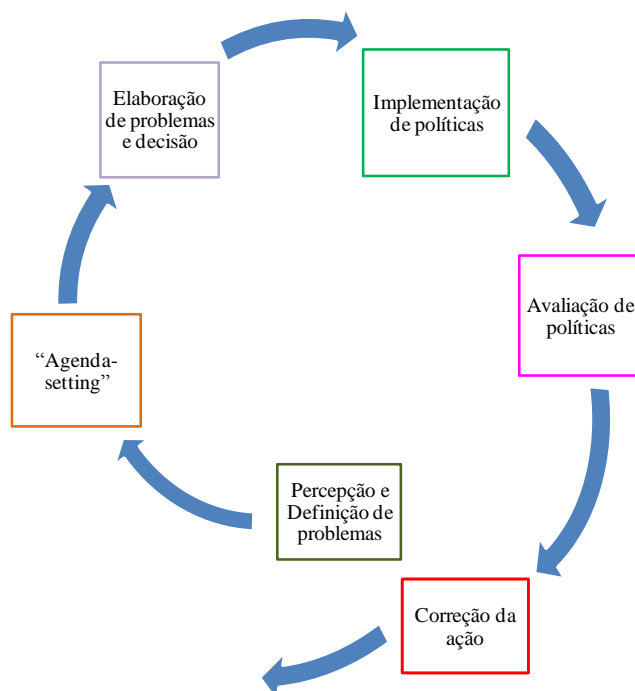 Elaboração
de problemas
e decisão
Implementação
de políticas
Avaliação de
políticas
“Agenda-
setting”
Percepção e
Definição de
problemas
Correção da
ação